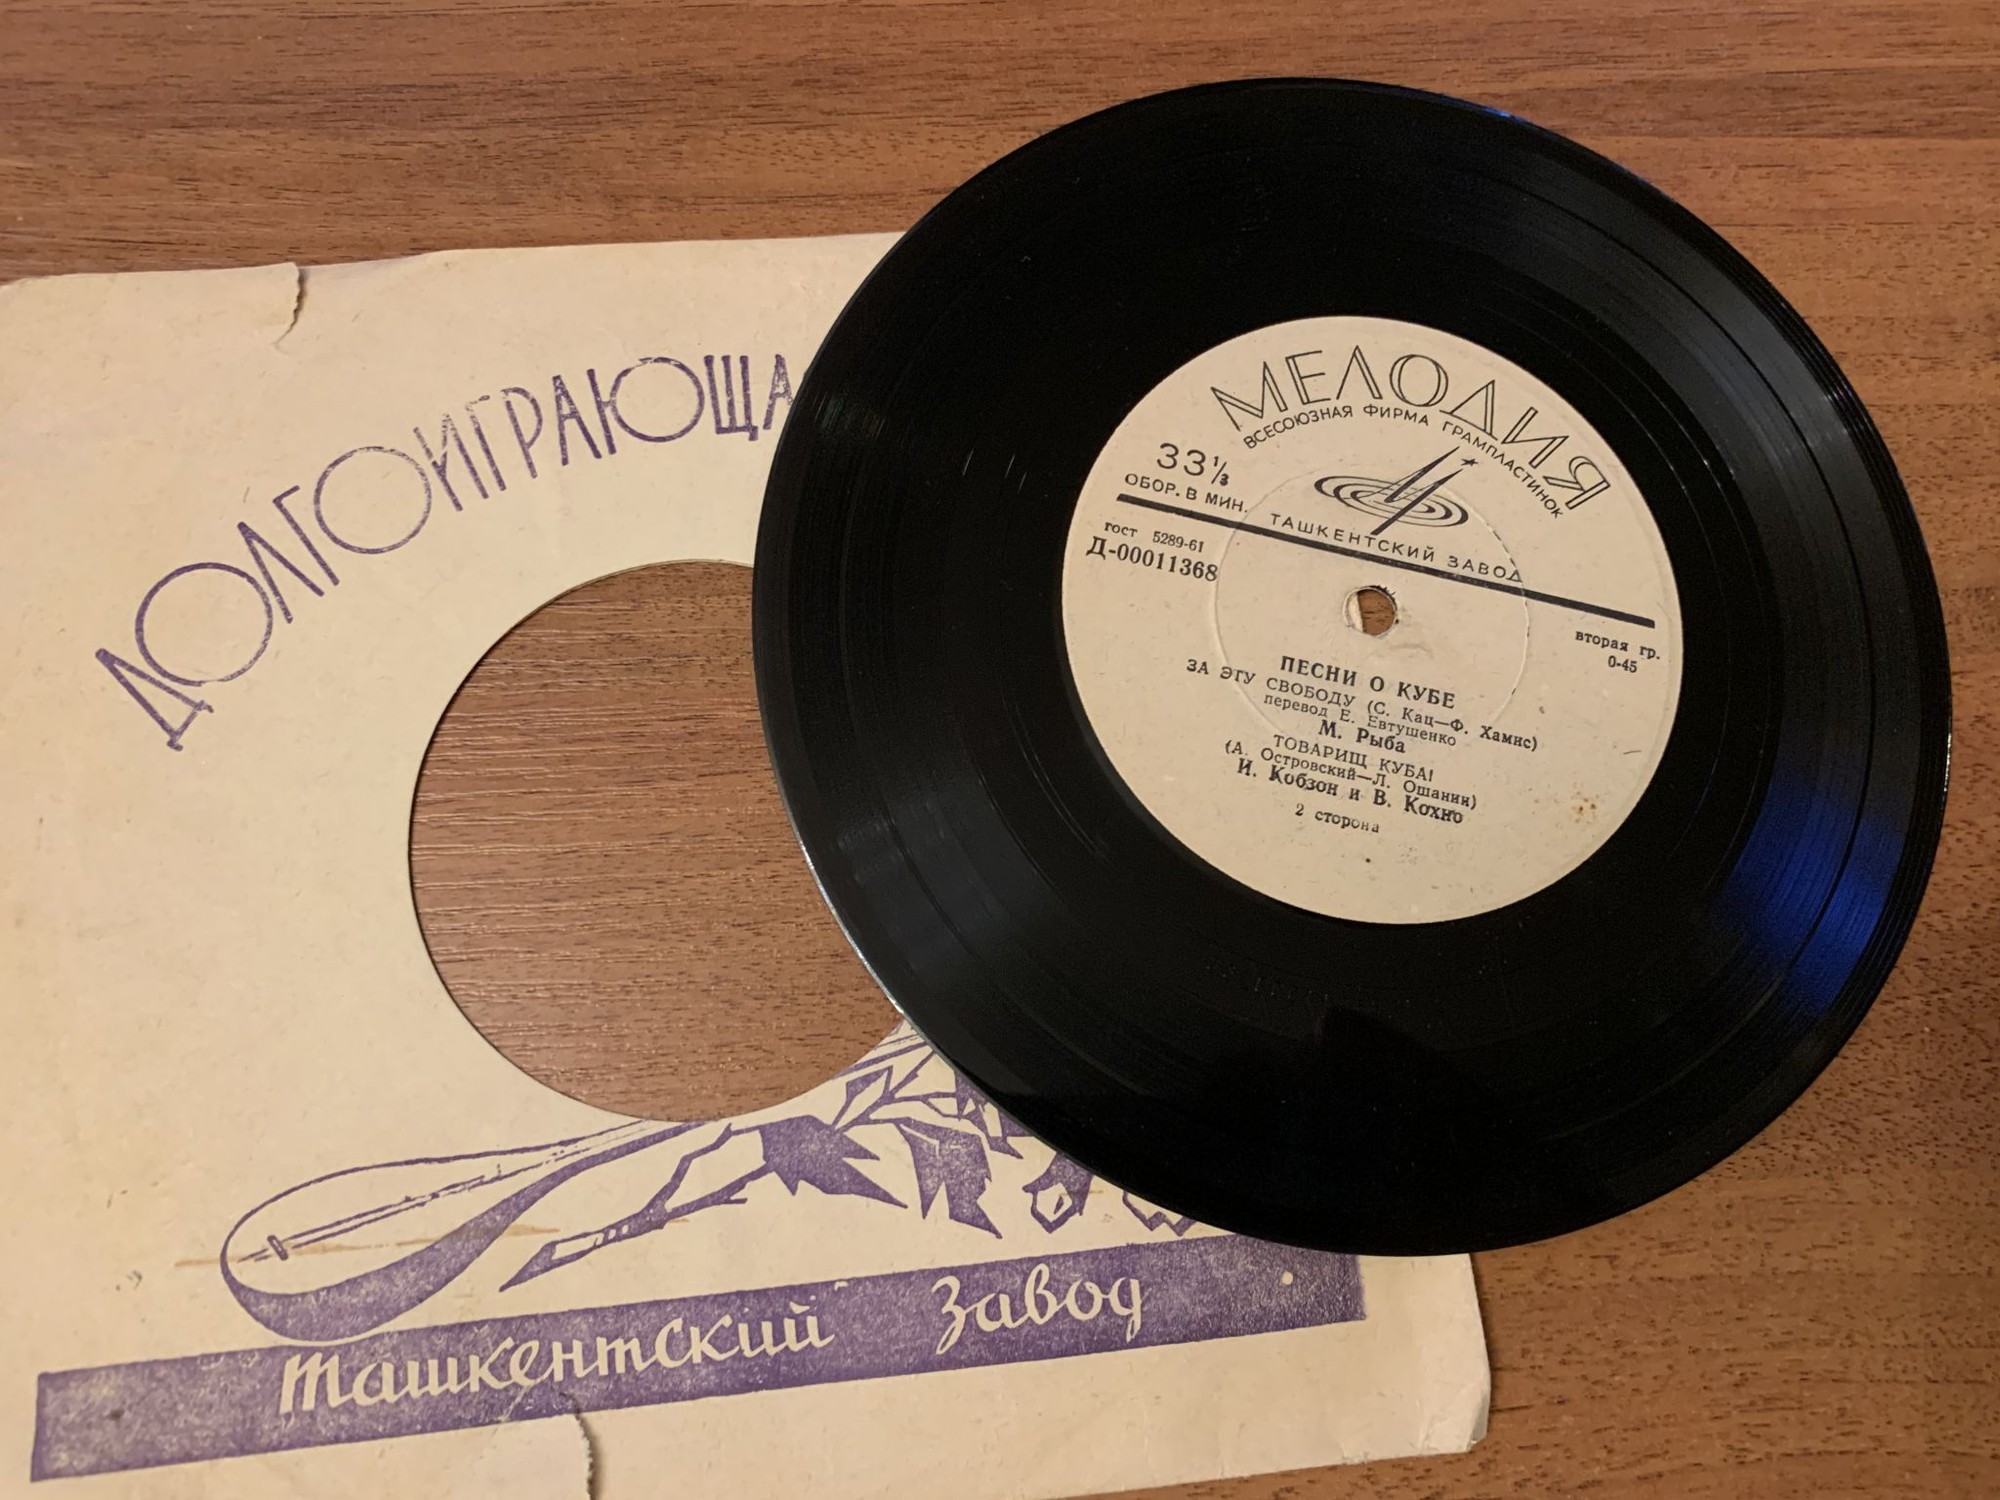 ДОЛГОИГРАЮЩА
Ташкентский Завод
МЕЛОДИЯ
ВСЕСОЮЗНАЯ ФИРМА ГРАМПЛАСТИНОК
33 1/3
ОБОР. В МИН.
ТАШКЕНТСКИЙ ЗАВОД
гост 5289-61
Д-00011368
вторая гр.
0-45
ПЕСНИ О КУБЕ
ЗА ЭТУ СВОБОДУ (С. Кац—Ф. Хамис)
перевод Е. Евтушенко
М. Рыба
ТОВАРИЩ КУБА!
(А. Островский—Л. Ошанин)
И. Кобзон и В. Кохно
2 сторона